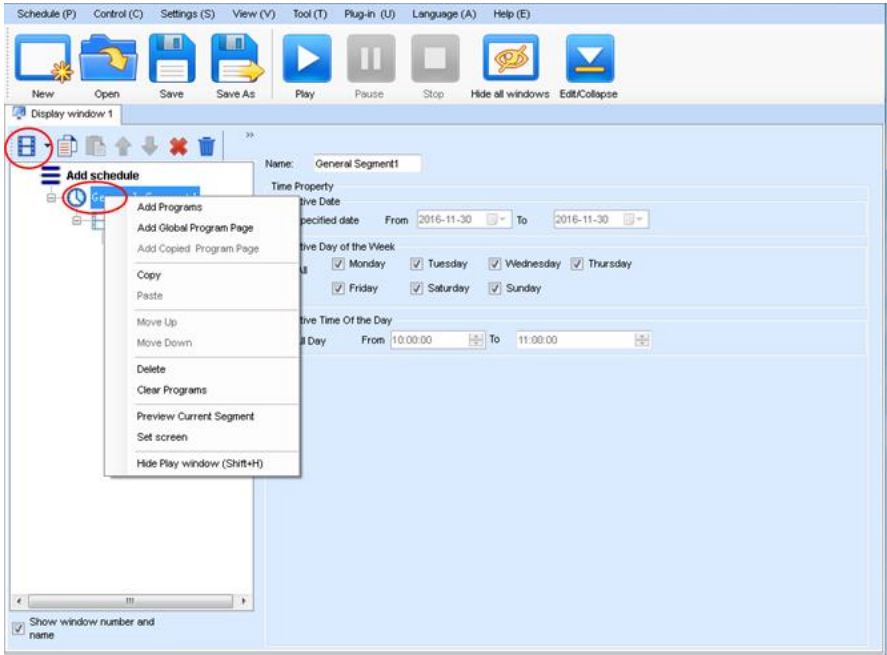 Schedule (P) Control (C) Settings (S) View (V) Tool (T) Plug-in (U) Language (A) Help (E)
New Open Save Save As Play Pause Stop Hide all windows Edit/Collapse
Display window 1
Name: General Segment1
Add schedule
Time Property
tive Date
pecified date From 2016-11-30 To 2016-11-30
tive Day of the Week
Monday Tuesday Wednesday Thursday
Friday Saturday Sunday
tive Time Of the Day
ll Day From 10:00:00 To 11:00:00
Add Programs
Add Global Program Page
Add Copied Program Page
Copy
Paste
Move Up
Move Down
Delete
Clear Programs
Preview Current Segment
Set screen
Hide Play window (Shift+H)
Show window number and
name